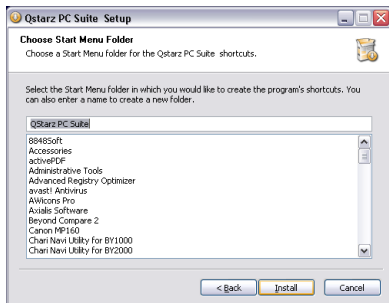 Qstarz PC Suite Setup
Choose Start Menu Folder
Choose a Start Menu folder for the Qstarz PC Suite shortcuts.
Select the Start Menu folder in which you would like to create the program's shortcuts. You
can also enter a name to create a new folder.
QStarz PC Suite
8848Soft
Accessories
activePDF
Administrative Tools
Advanced Registry Optimizer
avast! Antivirus
AWicons Pro
Axialis Software
Beyond Compare 2
Canon MP160
Chari Navi Utility for BY1000
Chari Navi Utility for BY2000
< Back
Install
Cancel